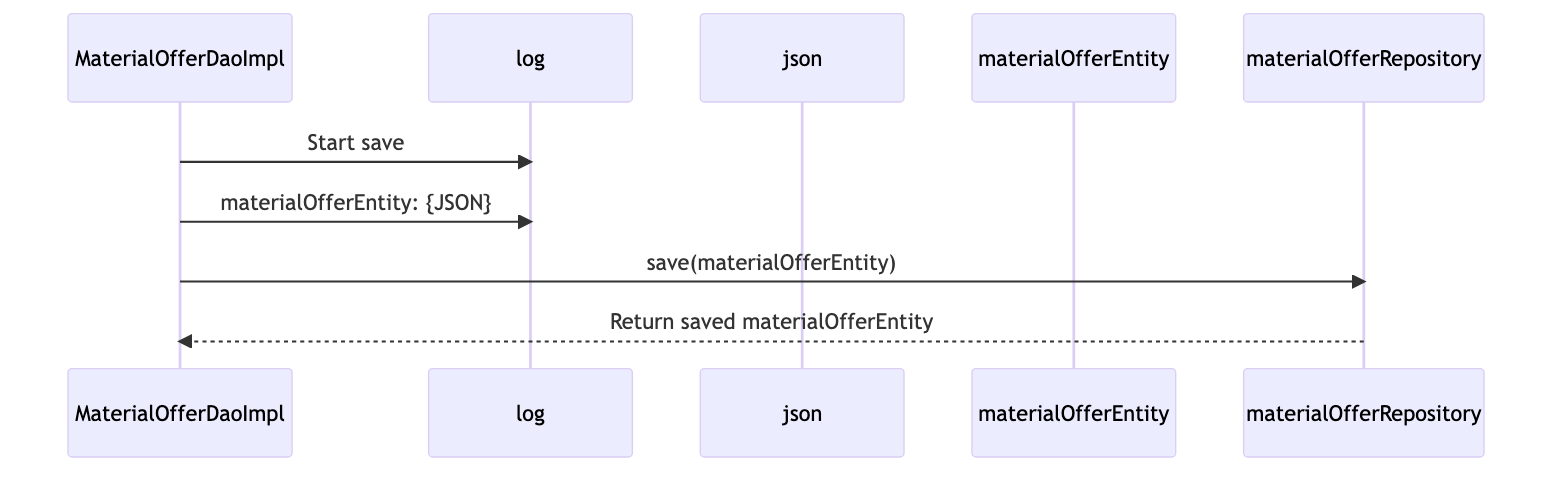 MaterialOfferDaoImpl
log
json
materialOfferEntity
materialOfferRepository
Start save
materialOfferEntity: {JSON}
save(materialOfferEntity)
Return saved materialOfferEntity
MaterialOfferDaoImpl
log
json
materialOfferEntity
materialOfferRepository